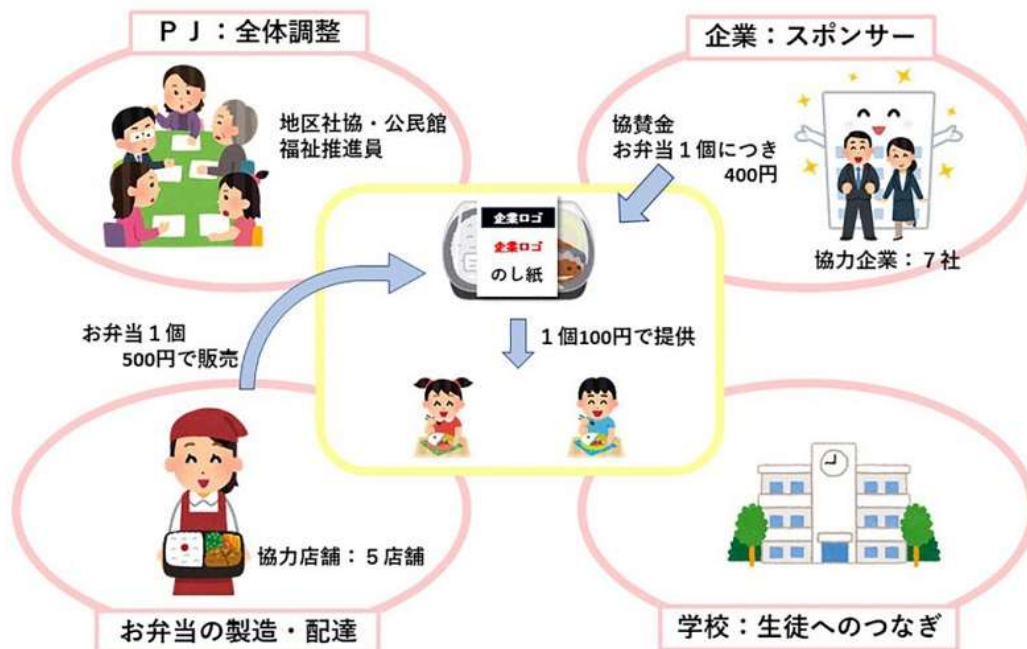 ＰＪ：全体調整
地区社協・公民館
福祉推進員
企業：スポンサー
協賛金
お弁当１個につき
400円
協力企業：７社
企業ロゴ
企業ロゴ
のし紙
お弁当１個
500円で販売
１個100円で提供
協力店舗：５店舗
お弁当の製造・配達
学校：生徒へのつなぎ